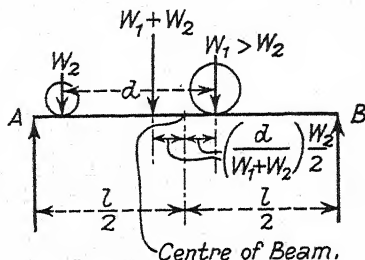 W₁+W₂
W₂
W₁>W₂
d
A
B
(d/W₁+W₂) W₂/2
l/2
l/2
Centre of Beam.